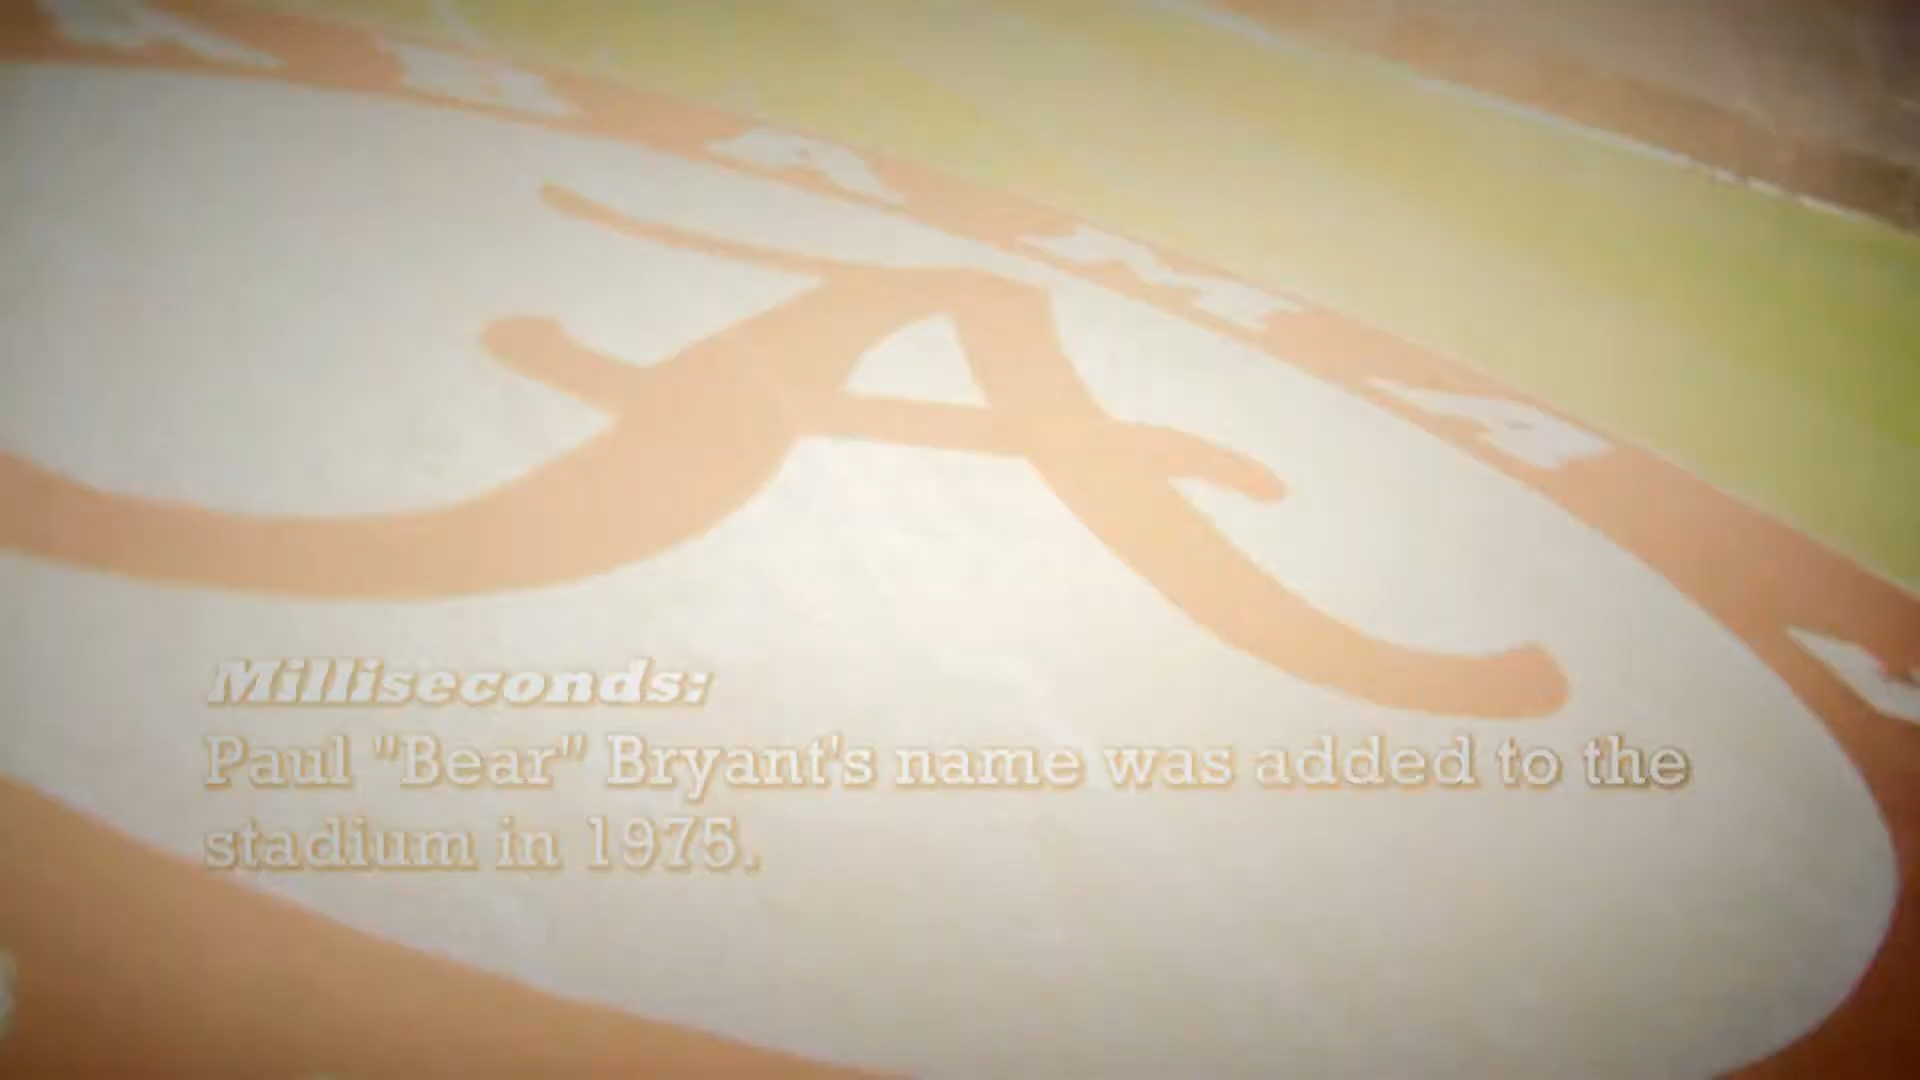 A
Milliseconds:
Paul "Bear" Bryant's name was added to the
stadium in 1975.